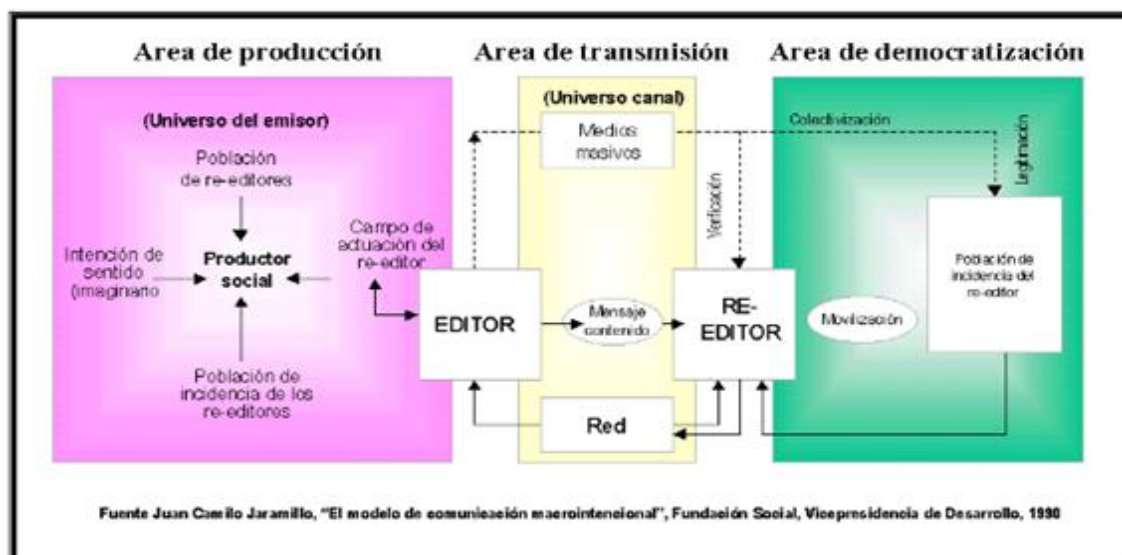 Area de producción
Area de transmisión
Area de democratización
(Universo del emisor)
Población
de re-editores
Intención de
sentido
(imaginario
Productor
social
Campo de
actuación del
re-editor
Población de
incidencia de los
re-editores
EDITOR
(Universo canal)
Medios
masivos
Mensaje
contenido
Red
Verificación
RE-
EDITOR
Colectivización
Legitimación
Movilización
Población de
incidencia del
re-editor
Fuente Juan Camilo Jaramillo, "El modelo de comunicación macrointencional", Fundación Social, Vicepresidencia de Desarrollo, 1990